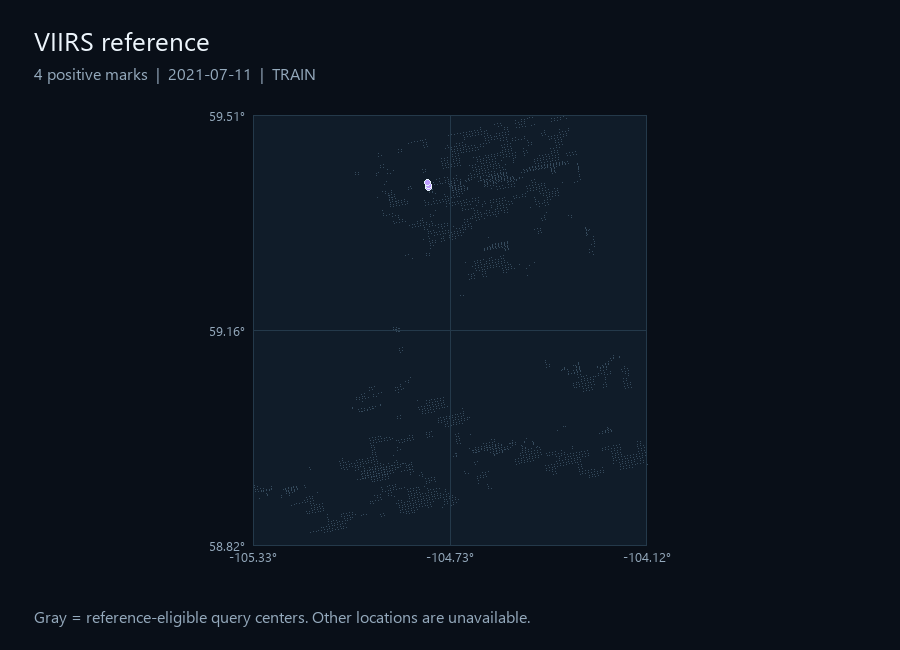 VIIRS reference
4 positive marks | 2021-07-11 | TRAIN
59.51°
59.16°
58.82°
-105.33°
-104.73°
-104.12°
Gray = reference-eligible query centers. Other locations are unavailable.